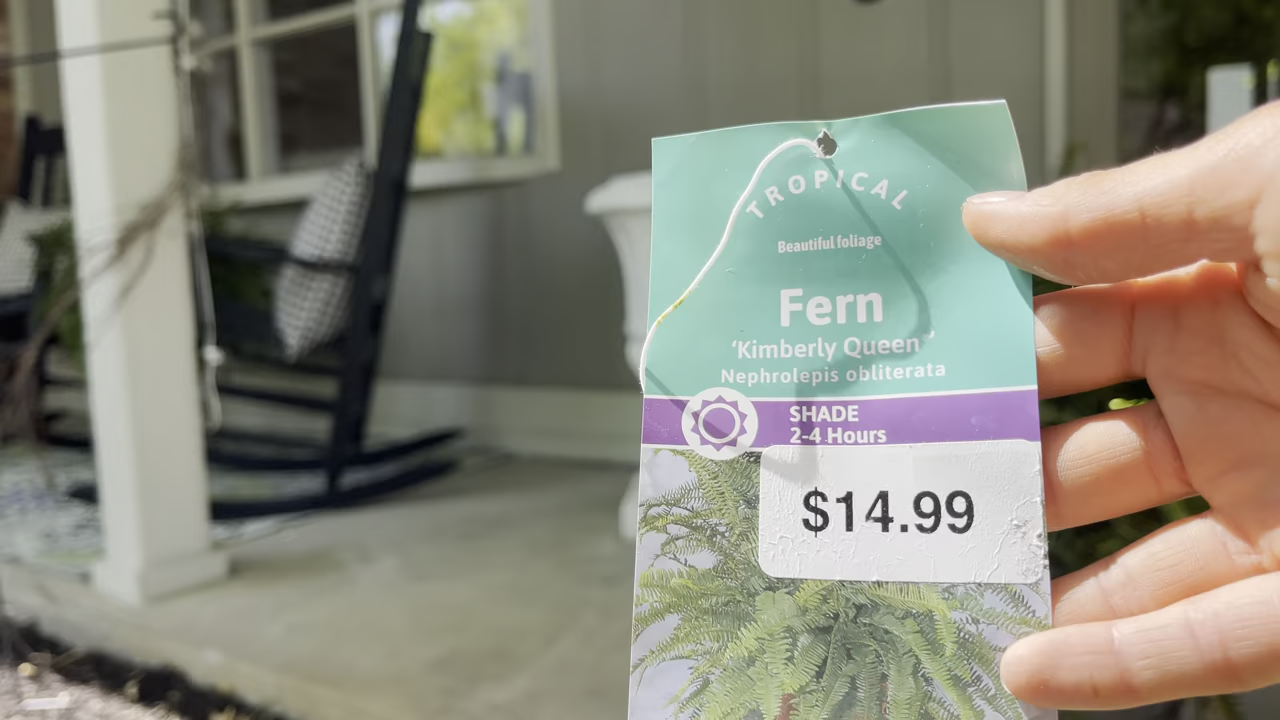 TROPICAL
Beautiful foliage
Fern
‘Kimberly Queen’
Nephrolepis obliterata
SHADE
2-4 Hours
$14.99